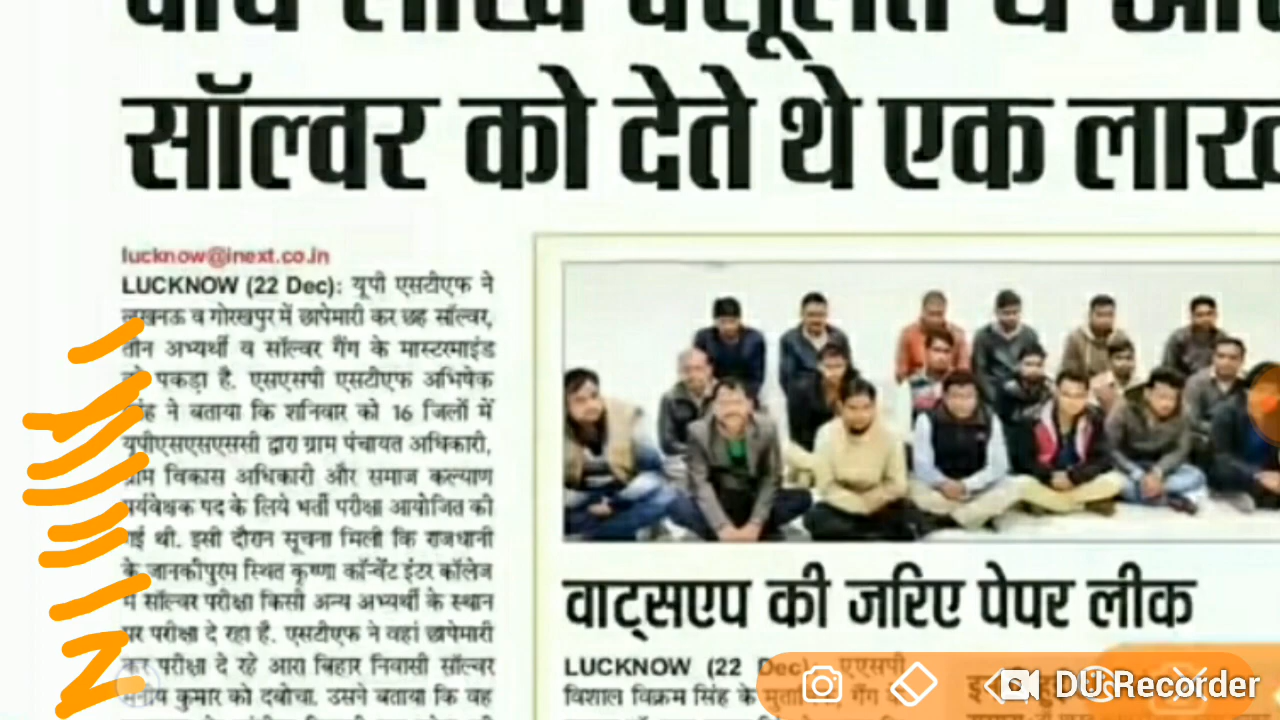 सॉल्वर को देते थे एक लाख
lucknow@inext.co.in
LUCKNOW (22 Dec): यूपी एसटीएफ ने
लखनऊ व गोरखपुर में छापेमारी कर छह सॉल्वर,
तीन अभ्यर्थी व सॉल्वर गैंग के मास्टरमाइंड
को पकड़ा है. एसएसपी एसटीएफ अभिषेक
सिंह ने बताया कि शनिवार को 16 जिलों में
यूपीएसएसएससी द्वारा ग्राम पंचायत अधिकारी,
ग्राम विकास अधिकारी और समाज कल्याण
पर्यवेक्षक पद के लिये भर्ती परीक्षा आयोजित की
गई थी. इसी दौरान सूचना मिली कि राजधानी
के जानकीपुरम स्थित कृष्णा कॉन्वेंट इंटर कॉलेज
में सॉल्वर परीक्षा किसी अन्य अभ्यर्थी के स्थान
पर परीक्षा दे रहा है. एसटीएफ ने वहां छापेमारी
कर परीक्षा दे रहे आरा बिहार निवासी सॉल्वर
कुमार को दबोचा. उसने बताया कि वह
वाट्सएप की जरिए पेपर लीक
LUCKNOW (22 Dec): एएसपी
विशाल विक्रम सिंह के गैंग
DU Recorder